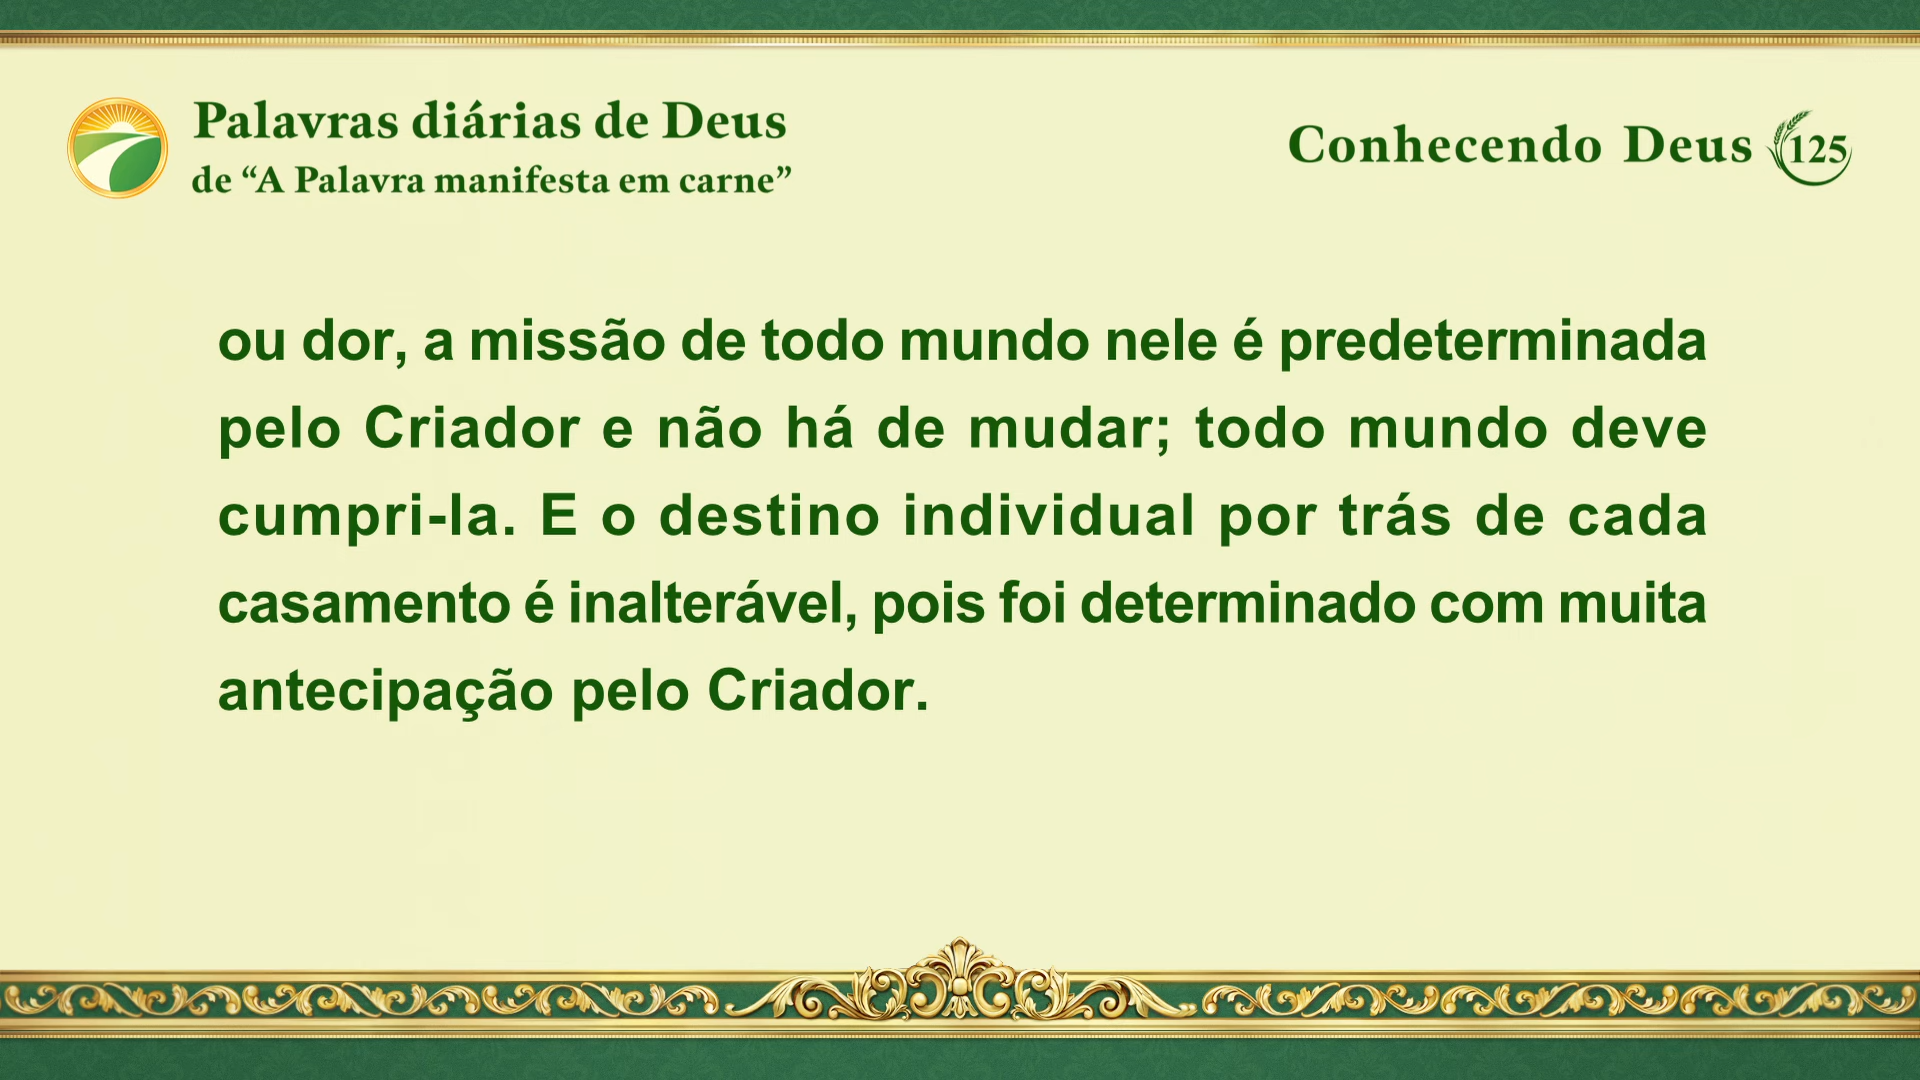 Palavras diárias de Deus
de “A Palavra manifesta em carne”
Conhecendo Deus 125
ou dor, a missão de todo mundo nele é predeterminada
pelo Criador e não há de mudar; todo mundo deve
cumpri-la. E o destino individual por trás de cada
casamento é inalterável, pois foi determinado com muita
antecipação pelo Criador.